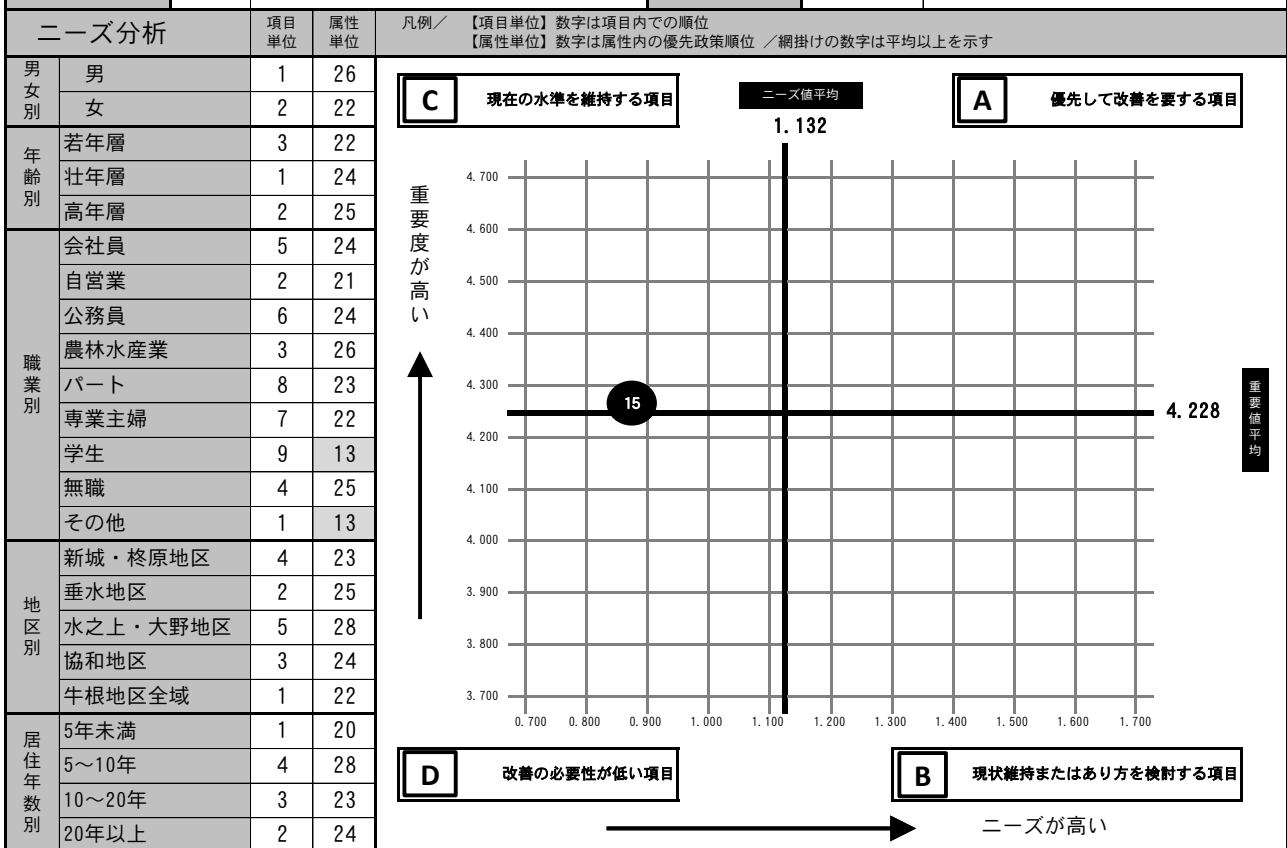 ニーズ分析 項目単位 属性単位
凡例／ 【項目単位】数字は項目内での順位
【属性単位】数字は属性内の優先政策順位 ／網掛けの数字は平均以上を示す
男女別
男 1 26
女 2 22
年齢別
若年層 3 22
壮年層 1 24
高年層 2 25
職業別
会社員 5 24
自営業 2 21
公務員 6 24
農林水産業 3 26
パート 8 23
専業主婦 7 22
学生 9 13
無職 4 25
その他 1 13
地区別
新城・柊原地区 4 23
垂水地区 2 25
水之上・大野地区 5 28
協和地区 3 24
牛根地区全域 1 22
居住年数別
5年未満 1 20
5～10年 4 28
10～20年 3 23
20年以上 2 24
C 現在の水準を維持する項目
ニーズ値平均
1.132
A 優先して改善を要する項目
重要度が高い
4.700
4.600
4.500
4.400
4.300
4.200
4.100
4.000
3.900
3.800
3.700
15
4.228
重要値平均
0.700 0.800 0.900 1.000 1.100 1.200 1.300 1.400 1.500 1.600 1.700
D 改善の必要性が低い項目
B 現状維持またはあり方を検討する項目
ニーズが高い